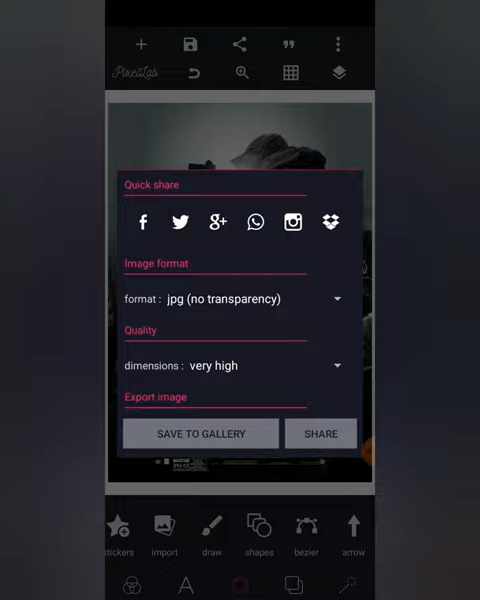 PixelLab
Quick share
Image format
format : jpg (no transparency)
Quality
dimensions : very high
Export image
SAVE TO GALLERY SHARE
stickers import draw shapes bezier arrow